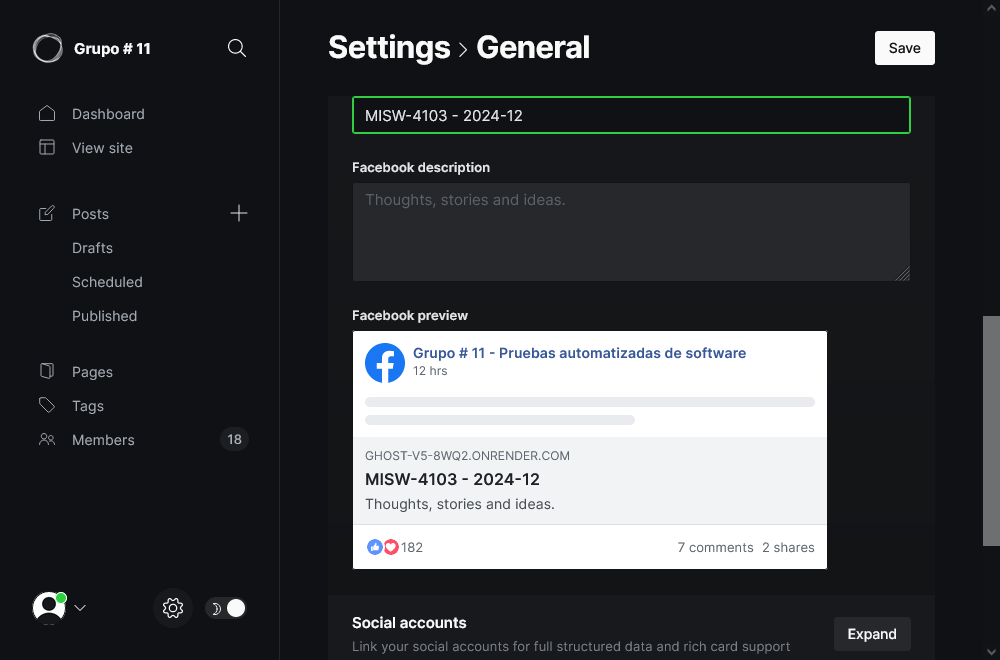 Grupo # 11
Dashboard
View site
Posts
Drafts
Scheduled
Published
Pages
Tags
Members 18
Settings > General
Save
MISW-4103 - 2024-12
Facebook description
Thoughts, stories and ideas.
Facebook preview
Grupo # 11 - Pruebas automatizadas de software
12 hrs
GHOST-V5-8WQ2.ONRENDER.COM
MISW-4103 - 2024-12
Thoughts, stories and ideas.
182 7 comments 2 shares
Social accounts
Link your social accounts for full structured data and rich card support
Expand